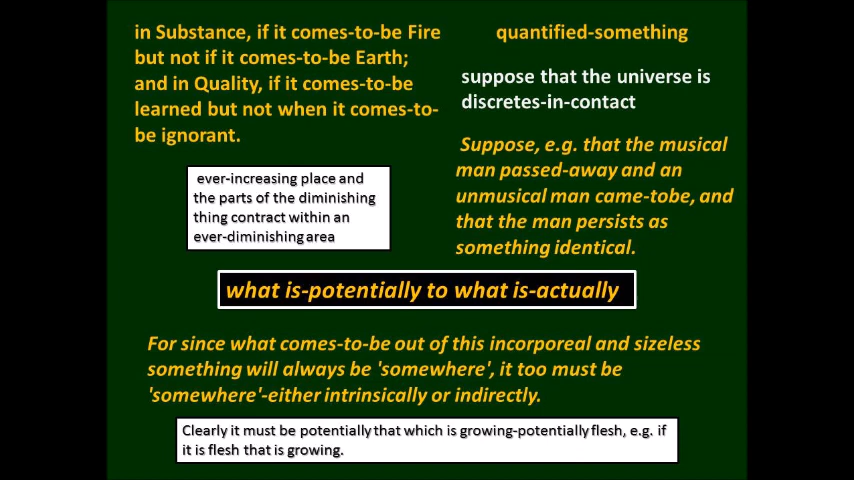 in Substance, if it comes-to-be Fire
but not if it comes-to-be Earth;
and in Quality, if it comes-to-be
learned but not when it comes-to-
be ignorant.
quantified-something
suppose that the universe is
discretes-in-contact
Suppose, e.g. that the musical
man passed-away and an
unmusical man came-tobe, and
that the man persists as
something identical.
ever-increasing place and
the parts of the diminishing
thing contract within an
ever-diminishing area
what is-potentially to what is-actually
For since what comes-to-be out of this incorporeal and sizeless
something will always be 'somewhere', it too must be
'somewhere'-either intrinsically or indirectly.
Clearly it must be potentially that which is growing-potentially flesh, e.g. if
it is flesh that is growing.